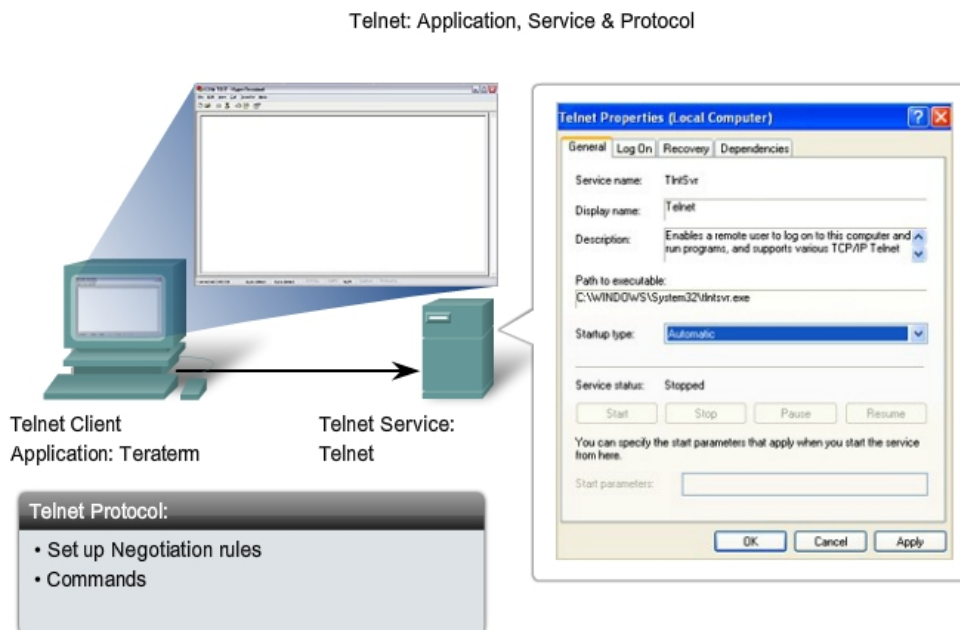 Telnet: Application, Service & Protocol
Telnet Client
Application: Teraterm
Telnet Service:
Telnet
Telnet Protocol:
• Set up Negotiation rules
• Commands
Telnet Properties (Local Computer)
General Log On Recovery Dependencies
Service name: TlntSvr
Display name: Telnet
Description: Enables a remote user to log on to this computer and
run programs, and supports various TCP/IP Telnet
Path to executable:
C:\WINDOWS\System32\tlntsvr.exe
Startup type: Automatic
Service status: Stopped
Start Stop Pause Resume
You can specify the start parameters that apply when you start the service
from here.
Start parameters:
OK Cancel Apply